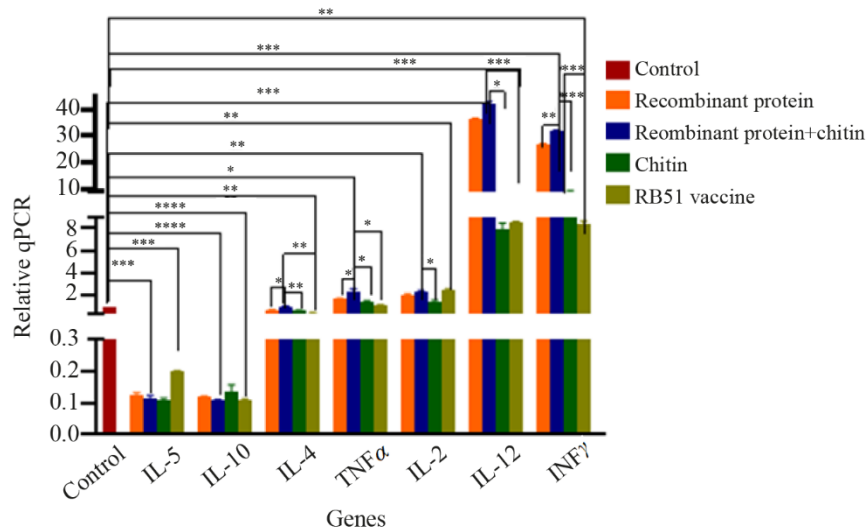 **
***
*** ***
***
*
***
***
**
**
**
**
*
**
****
****
***
***
**
*
**
*
*
*
*
Control
Recombinant protein
Reombinant protein+chitin
Chitin
RB51 vaccine
Relative qPCR
40
30
20
10
8
6
4
2
0.3
0.2
0.1
0.0
Control
IL-5
IL-10
IL-4
TNFα
IL-2
IL-12
INFγ
Genes